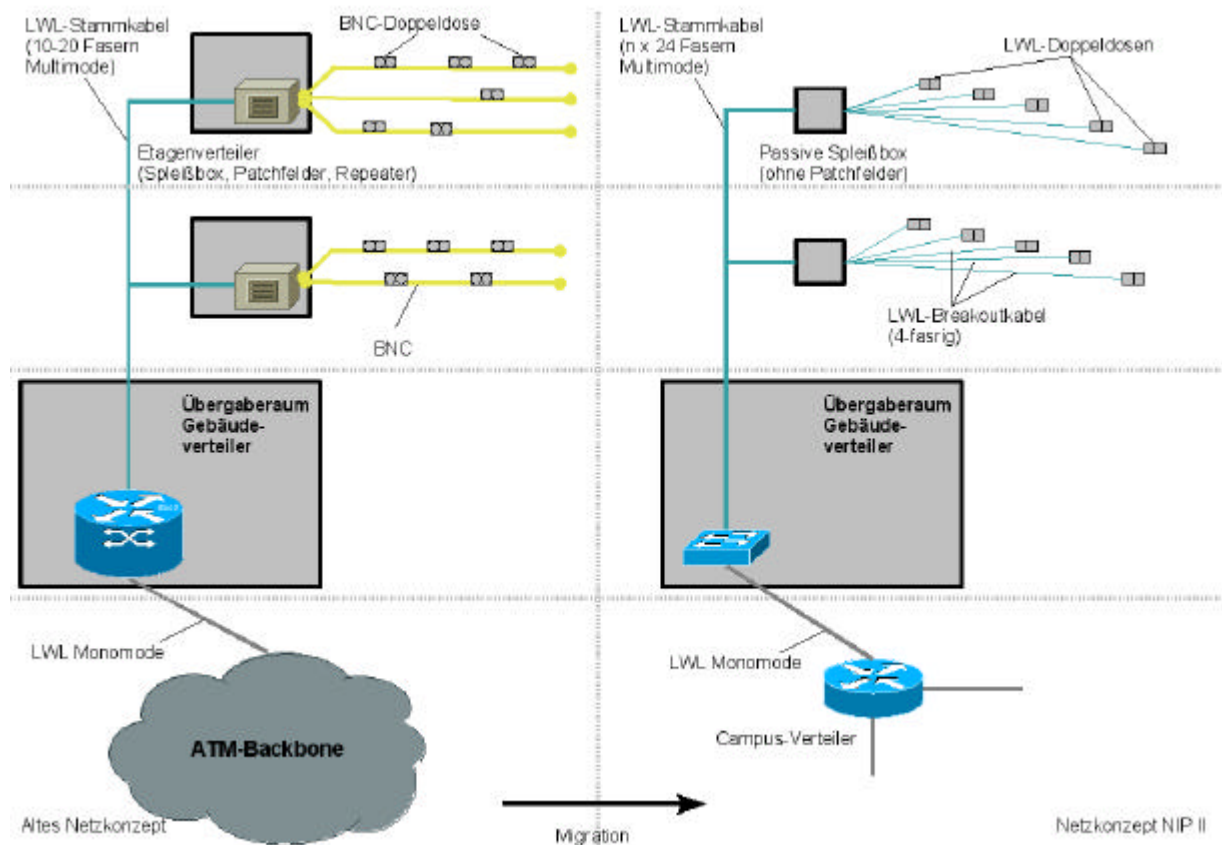 LWL-Stammkabel
(10-20 Fasern
Multimode)
BNC-Doppeldose
Etagenverteiler
(Spleißbox, Patchfelder, Repeater)
BNC
Übergaberaum
Gebäude-
verteiler
LWL Monomode
ATM-Backbone
Altes Netzkonzept
LWL-Stammkabel
(n x 24 Fasern
Multimode)
LWL-Doppeldosen
Passive Spleißbox
(ohne Patchfelder)
LWL-Breakoutkabel
(4-fasrig)
Übergaberaum
Gebäude-
verteiler
LWL Monomode
Campus-Verteiler
Migration
Netzkonzept NIP II